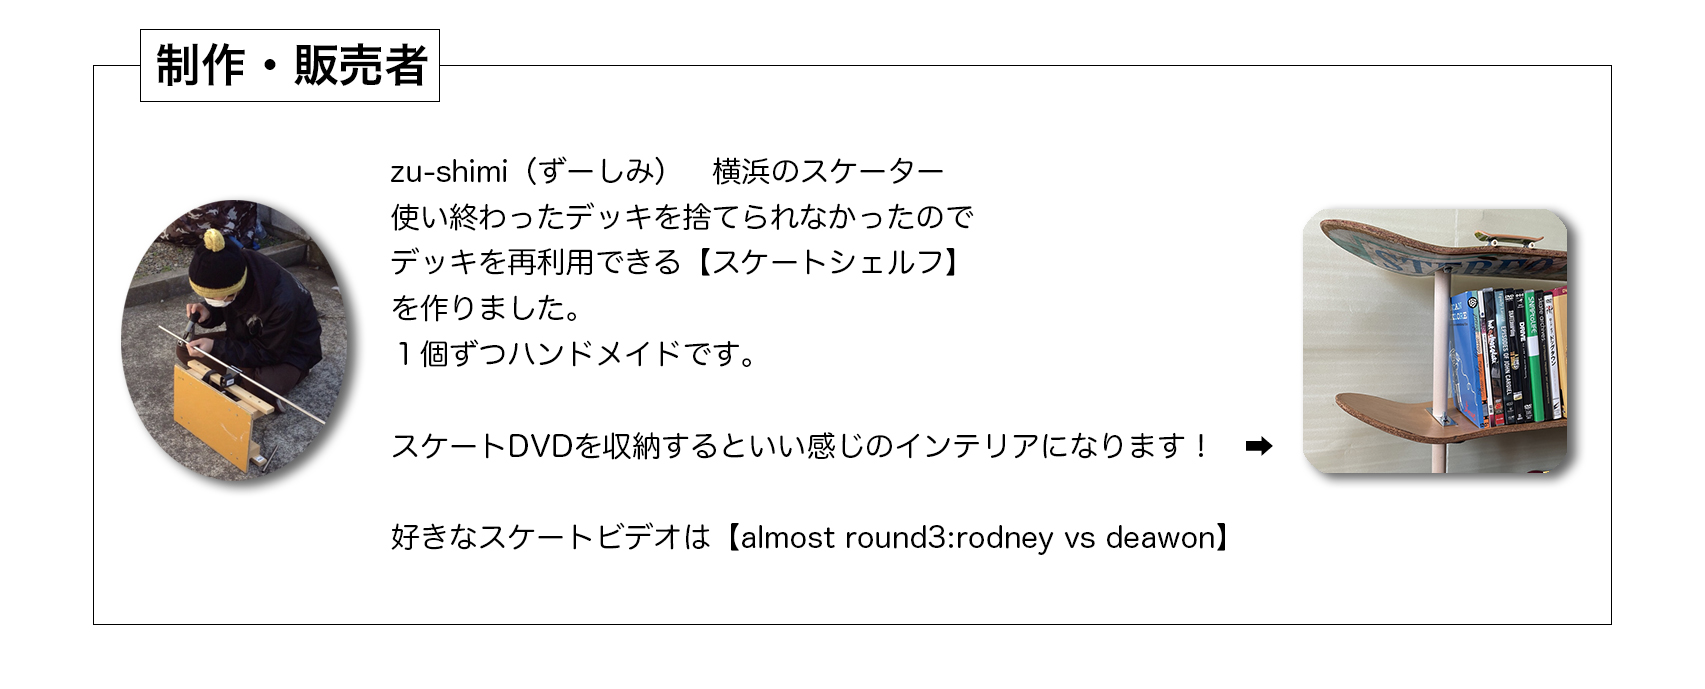 制作・販売者
zu-shimi（ずーしみ）　横浜のスケーター
使い終わったデッキを捨てられなかったので
デッキを再利用できる【スケートシェルフ】
を作りました。
１個ずつハンドメイドです。
スケートDVDを収納するといい感じのインテリアになります！　➡
好きなスケートビデオは【almost round3:rodney vs deawon】